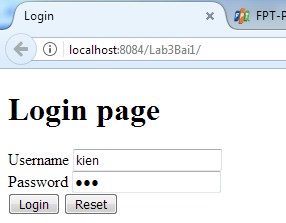 Login
FPT-P
localhost:8084/Lab3Bai1/
Login page
Username kien
Password ●●●
Login Reset